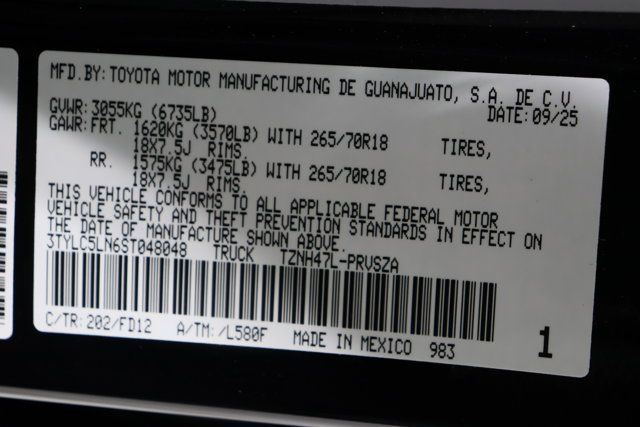 MFD.BY: TOYOTA MOTOR MANUFACTURING DE GUANAJUATO, S.A. DE C.V.
GVWR: 3055KG (6735LB) DATE: 09/25
GAWR: FRT. 1620KG (3570LB) WITH 265/70R18 TIRES,
18X7.5J RIMS.
RR. 1575KG (3475LB) WITH 265/70R18 TIRES,
18X7.5J RIMS.
THIS VEHICLE CONFORMS TO ALL APPLICABLE FEDERAL MOTOR
VEHICLE SAFETY AND THEFT PREVENTION STANDARDS IN EFFECT ON
THE DATE OF MANUFACTURE SHOWN ABOVE.
3TYLC5LN6ST048048 TRUCK TZNH47L-PRVSZA
C/TR: 202/FD12 A/TM: /L580F MADE IN MEXICO 983 1